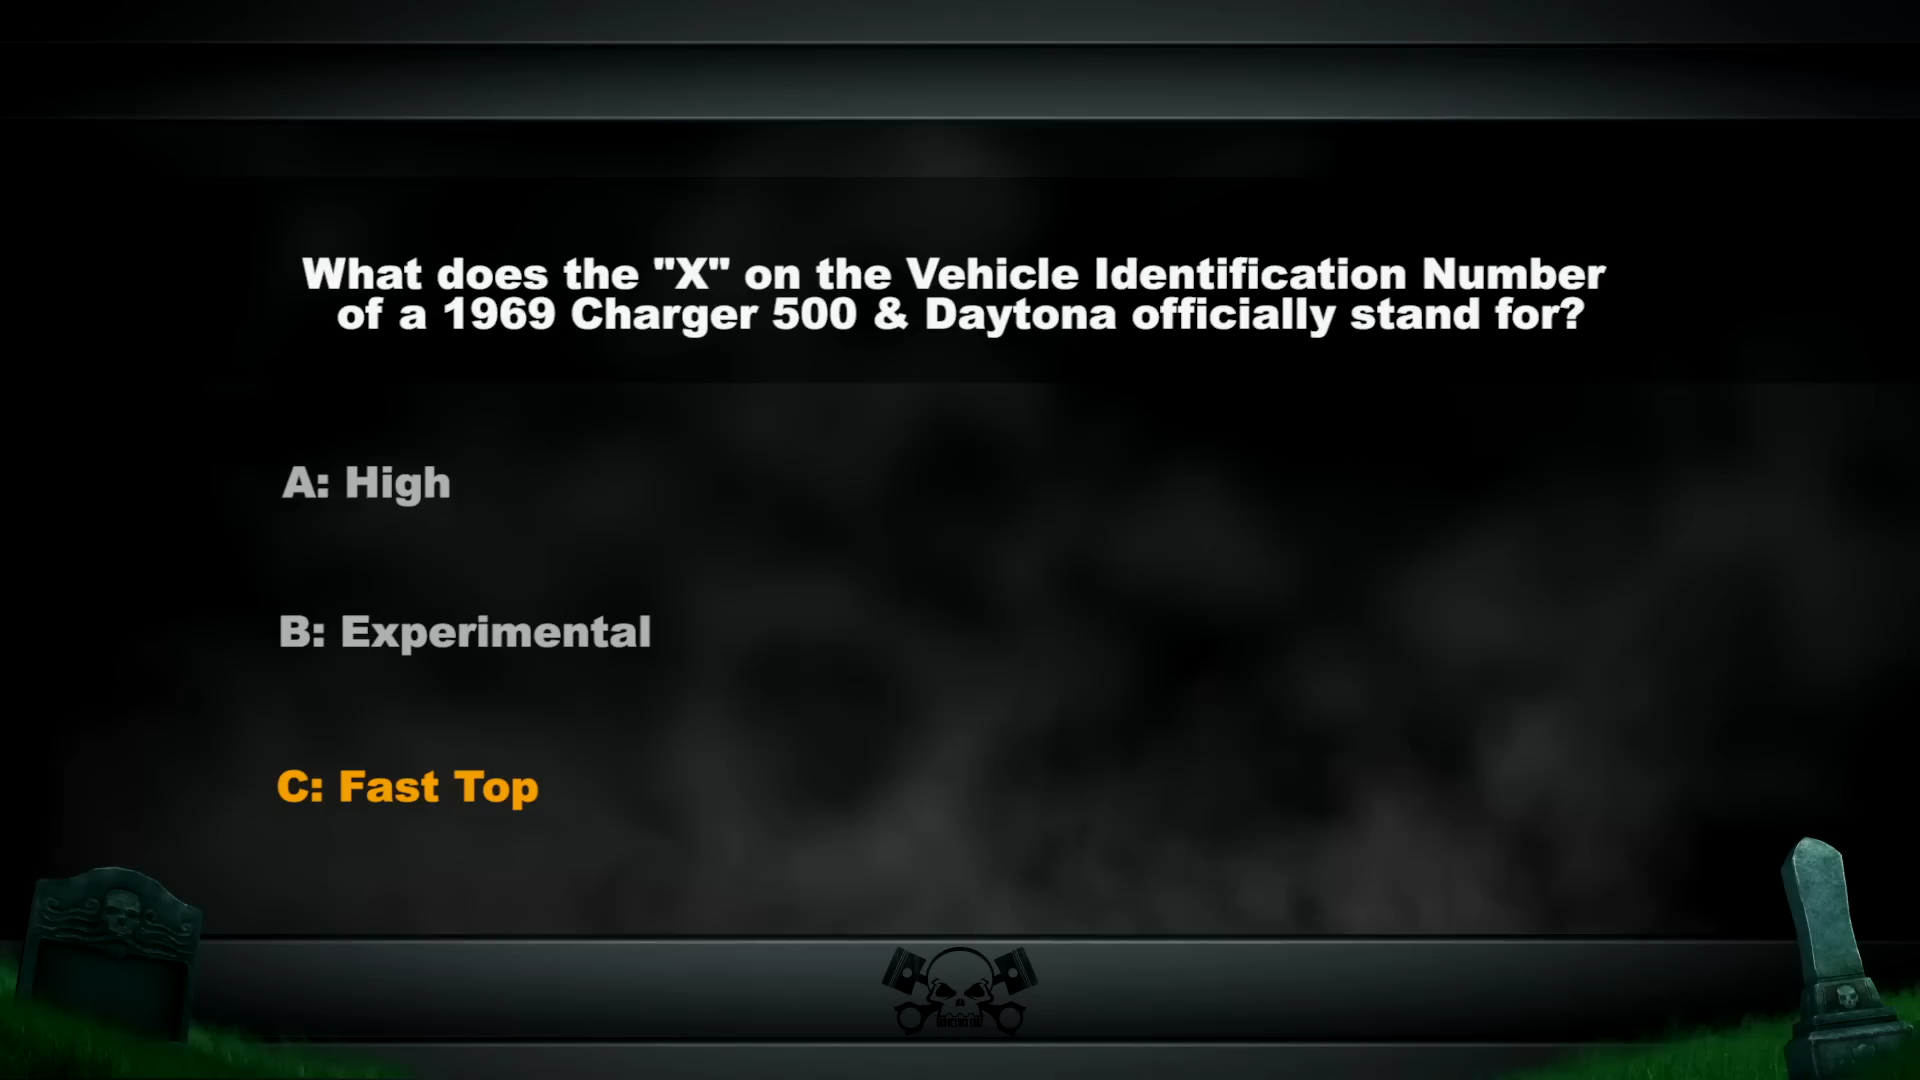 What does the "X" on the Vehicle Identification Number
of a 1969 Charger 500 & Daytona officially stand for?
A: High
B: Experimental
C: Fast Top